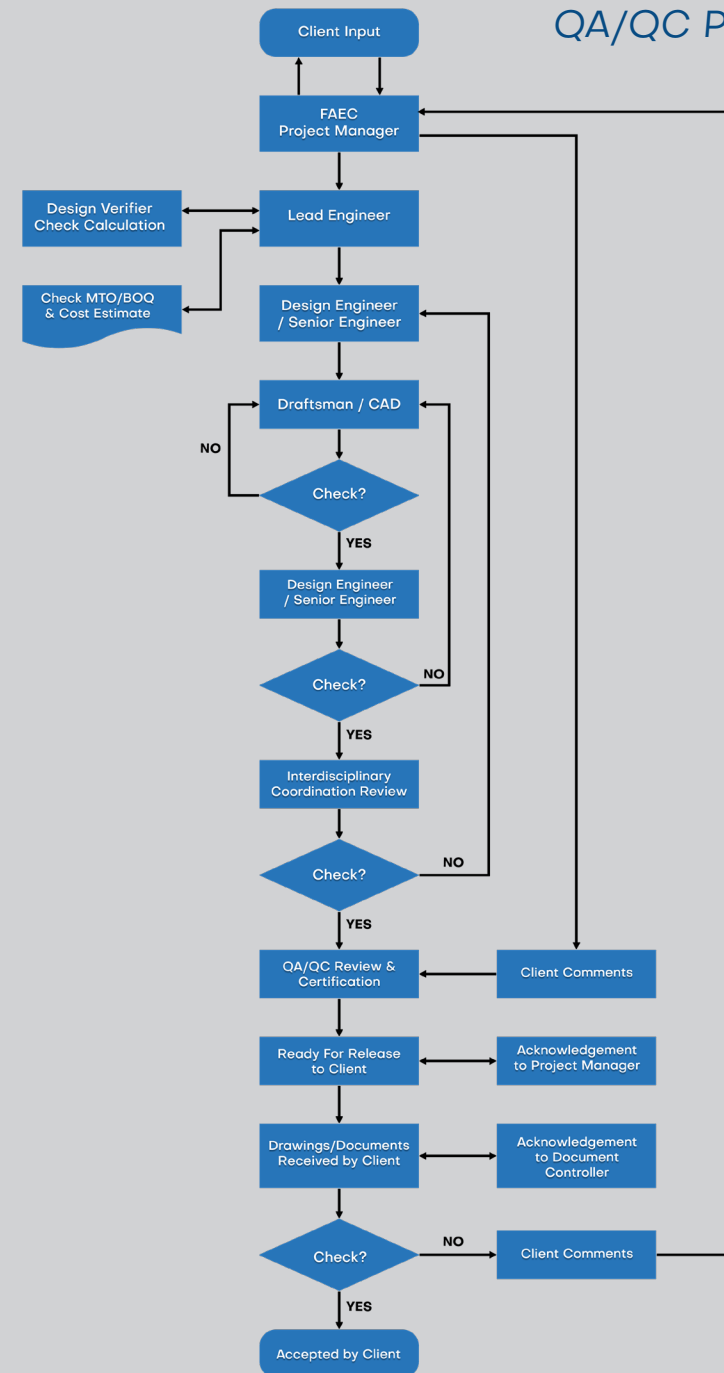 QA/QC P
Client Input
FAEC
Project Manager
Design Verifier
Check Calculation
Lead Engineer
Check MTO/BOQ
& Cost Estimate
Design Engineer
/ Senior Engineer
Draftsman / CAD
NO
Check?
YES
Design Engineer
/ Senior Engineer
Check?
NO
YES
Interdisciplinary
Coordination Review
Check?
NO
YES
QA/QC Review &
Certification
Client Comments
Ready For Release
to Client
Acknowledgement
to Project Manager
Drawings/Documents
Received by Client
Acknowledgement
to Document
Controller
Check?
NO
Client Comments
YES
Accepted by Client